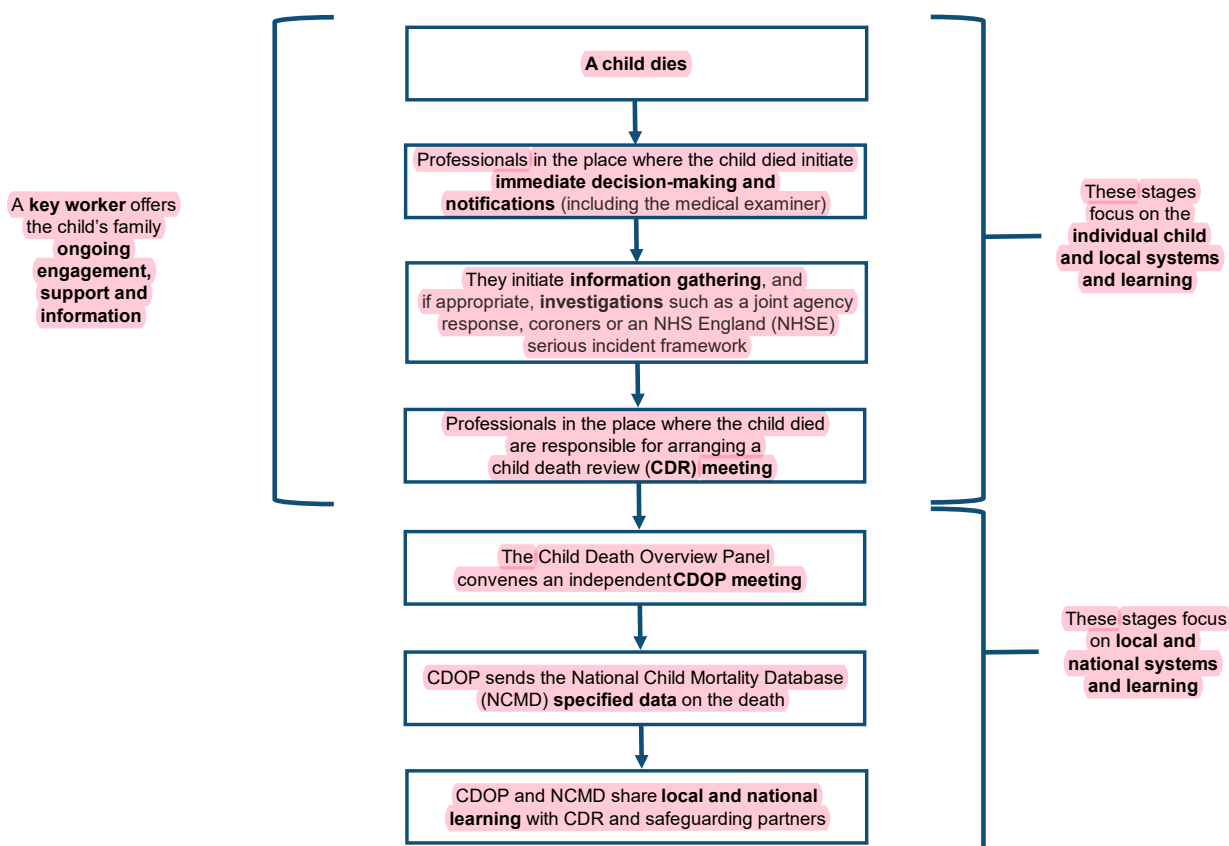 A child dies
Professionals in the place where the child died initiate
immediate decision-making and
notifications (including the medical examiner)
A key worker offers
the child's family
ongoing
engagement,
support and
information
These stages
focus on the
individual child
and local systems
and learning
They initiate information gathering, and
if appropriate, investigations such as a joint agency
response, coroners or an NHS England (NHSE)
serious incident framework
Professionals in the place where the child died
are responsible for arranging a
child death review (CDR) meeting
The Child Death Overview Panel
convenes an independent CDOP meeting
These stages focus
on local and
national systems
and learning
CDOP sends the National Child Mortality Database
(NCMD) specified data on the death
CDOP and NCMD share local and national
learning with CDR and safeguarding partners